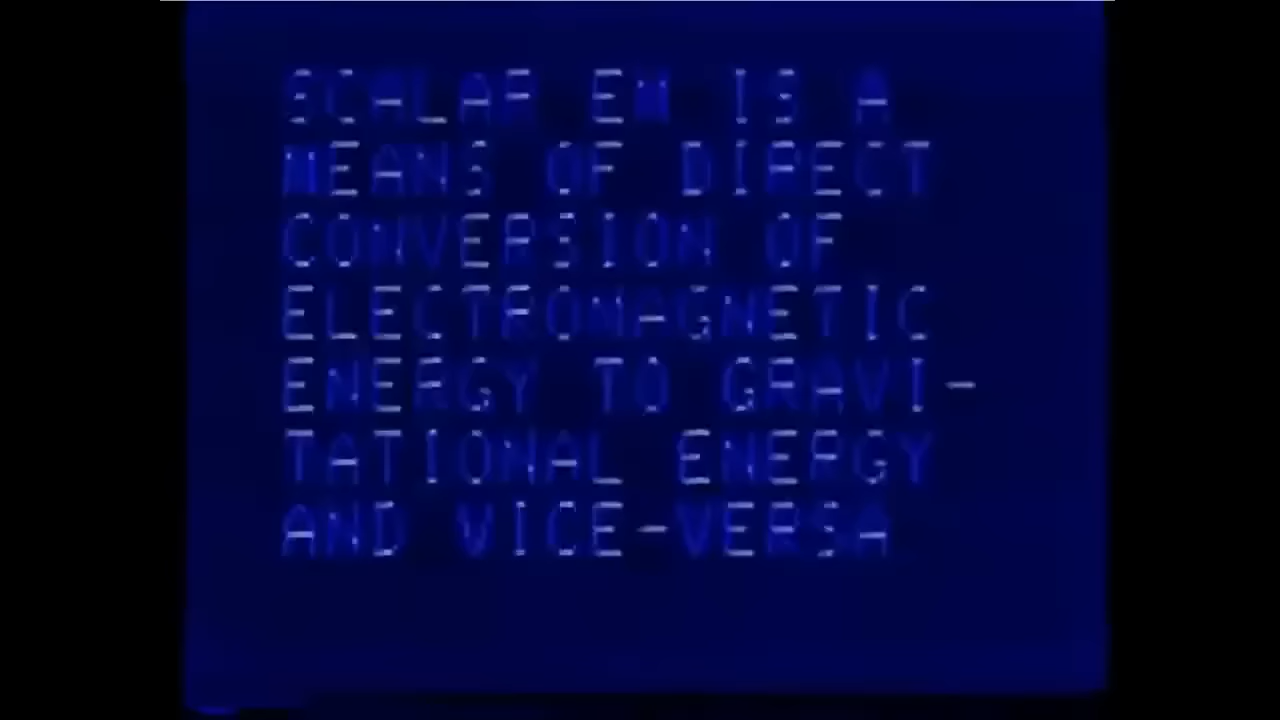 SCALAR EM IS A
MEANS OF DIRECT
CONVERSION OF
ELECTROMAGNETIC
ENERGY TO GRAVI-
TATIONAL ENERGY
AND VICE-VERSA